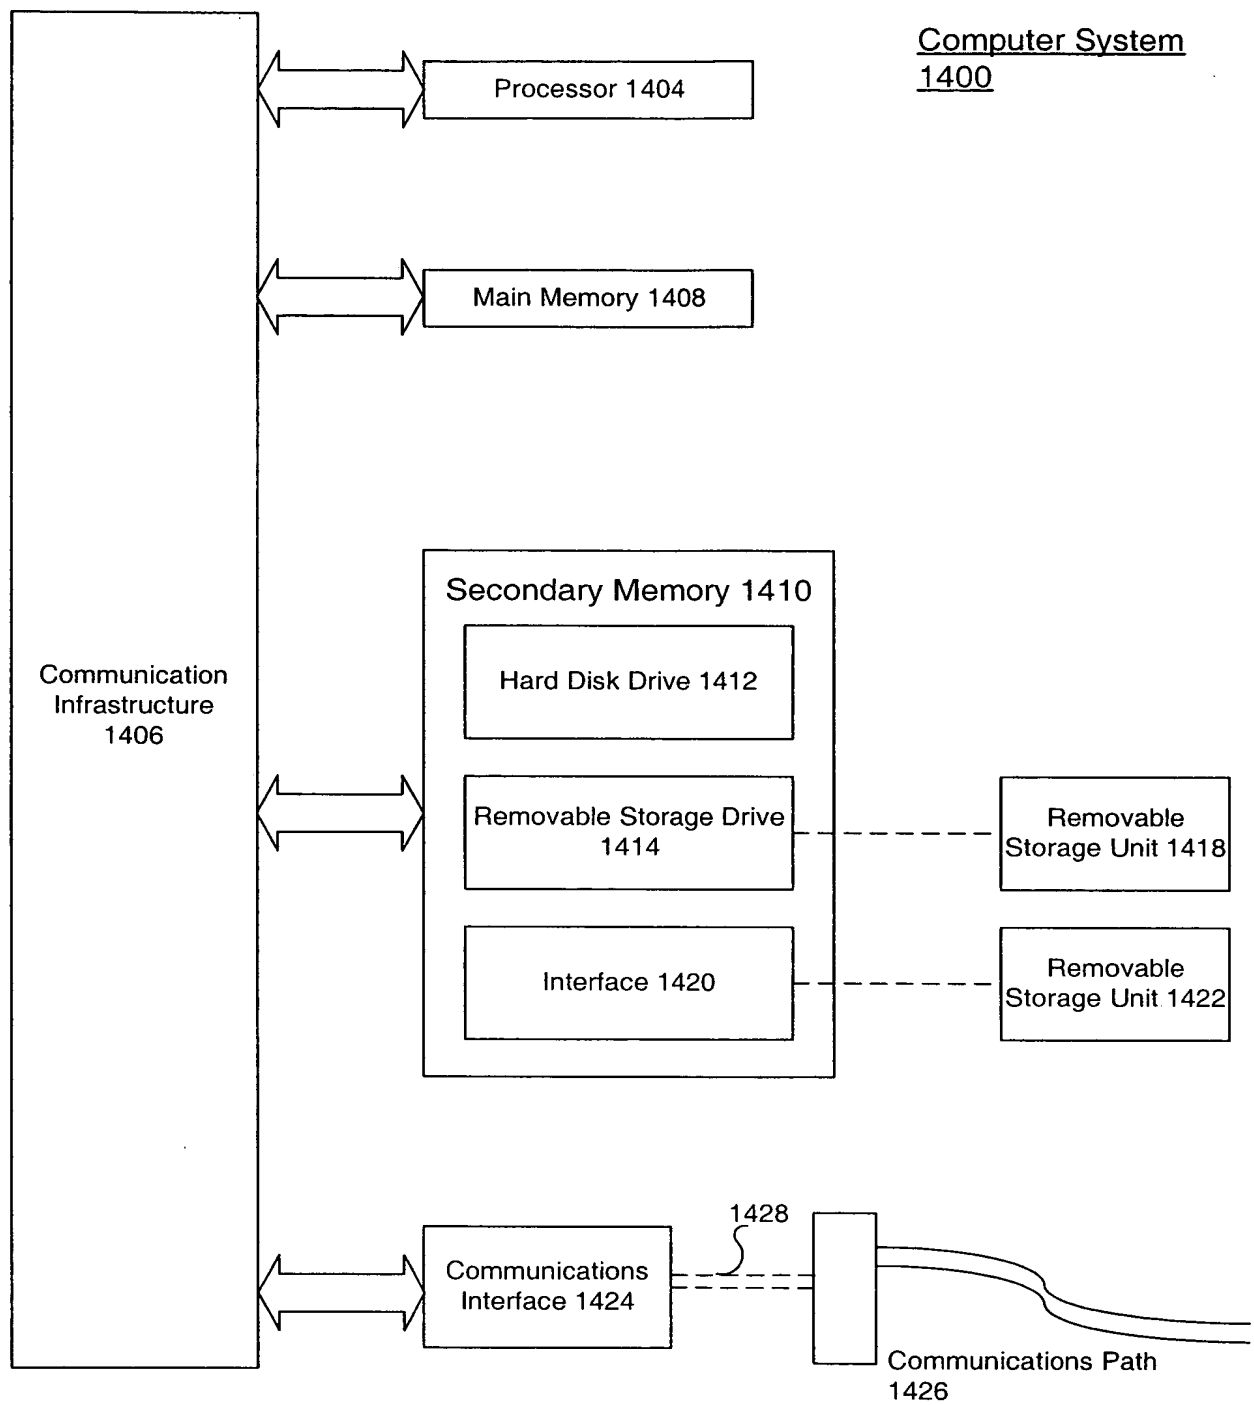 Computer System
1400
Processor 1404
Main Memory 1408
Secondary Memory 1410
Hard Disk Drive 1412
Communication
Infrastructure
1406
Removable Storage Drive
1414
Removable
Storage Unit 1418
Interface 1420
Removable
Storage Unit 1422
1428
Communications
Interface 1424
Communications Path
1426